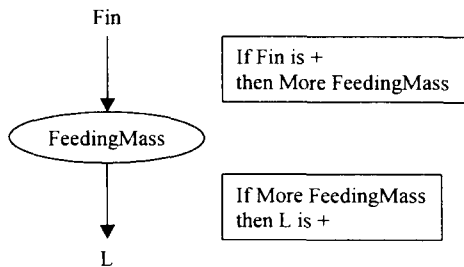 Fin
If Fin is +
then More FeedingMass
FeedingMass
If More FeedingMass
then L is +
L